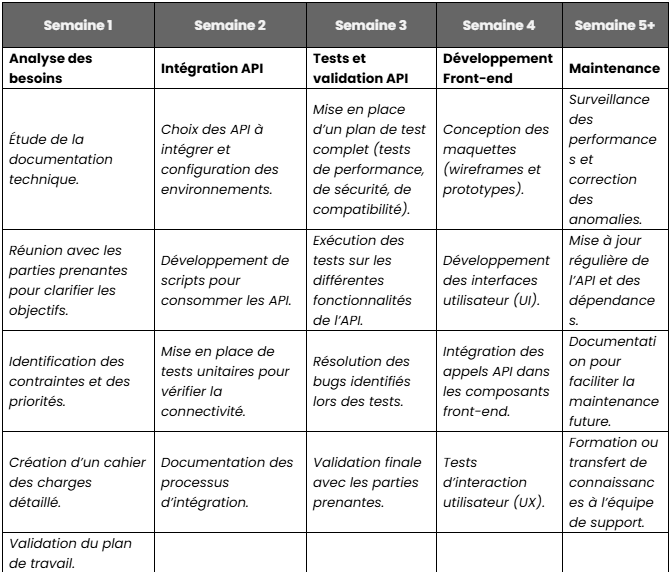 Semaine 1
Semaine 2
Semaine 3
Semaine 4
Semaine 5+
Analyse des
besoins
Intégration API
Tests et
validation API
Développement
Front-end
Maintenance
Étude de la
documentation
technique.
Choix des API à
intégrer et
configuration des
environnements.
Mise en place
d’un plan de test
complet (tests
de performance,
de sécurité, de
compatibilité).
Conception des
maquettes
(wireframes et
prototypes).
Surveillance
des
performance
s et
correction
des
anomalies.
Réunion avec les
parties prenantes
pour clarifier les
objectifs.
Développement de
scripts pour
consommer les API.
Exécution des
tests sur les
différentes
fonctionnalités
de l’API.
Développement
des interfaces
utilisateur (UI).
Mise à jour
régulière de
l’API et des
dépendance
s.
Identification des
contraintes et des
priorités.
Mise en place de
tests unitaires pour
vérifier la
connectivité.
Résolution des
bugs identifiés
lors des tests.
Intégration des
appels API dans
les composants
front-end.
Documentati
on pour
faciliter la
maintenance
future.
Création d’un cahier
des charges
détaillé.
Documentation des
processus
d’intégration.
Validation finale
avec les parties
prenantes.
Tests
d’interaction
utilisateur (UX).
Formation ou
transfert de
connaissanc
es à l’équipe
de support.
Validation du plan
de travail.